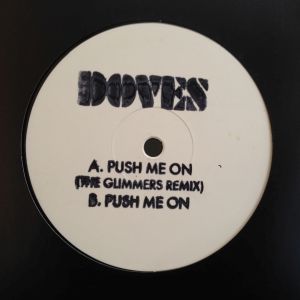 DOVES
A. PUSH ME ON
(THE GLIMMERS REMIX)
B. PUSH ME ON